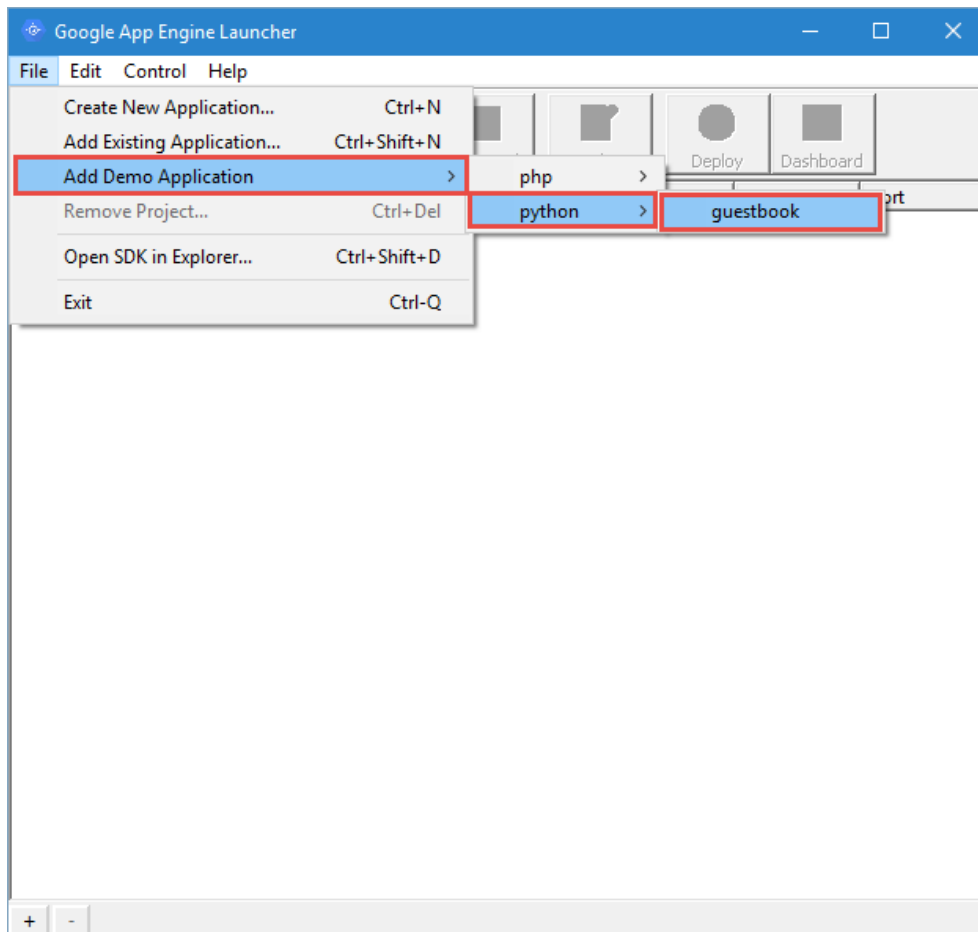 Google App Engine Launcher
File Edit Control Help
Create New Application... Ctrl+N
Add Existing Application... Ctrl+Shift+N
Deploy Dashboard
Add Demo Application > php >
Remove Project... Ctrl+Del python > guestbook
Open SDK in Explorer... Ctrl+Shift+D
Exit Ctrl-Q
+ -